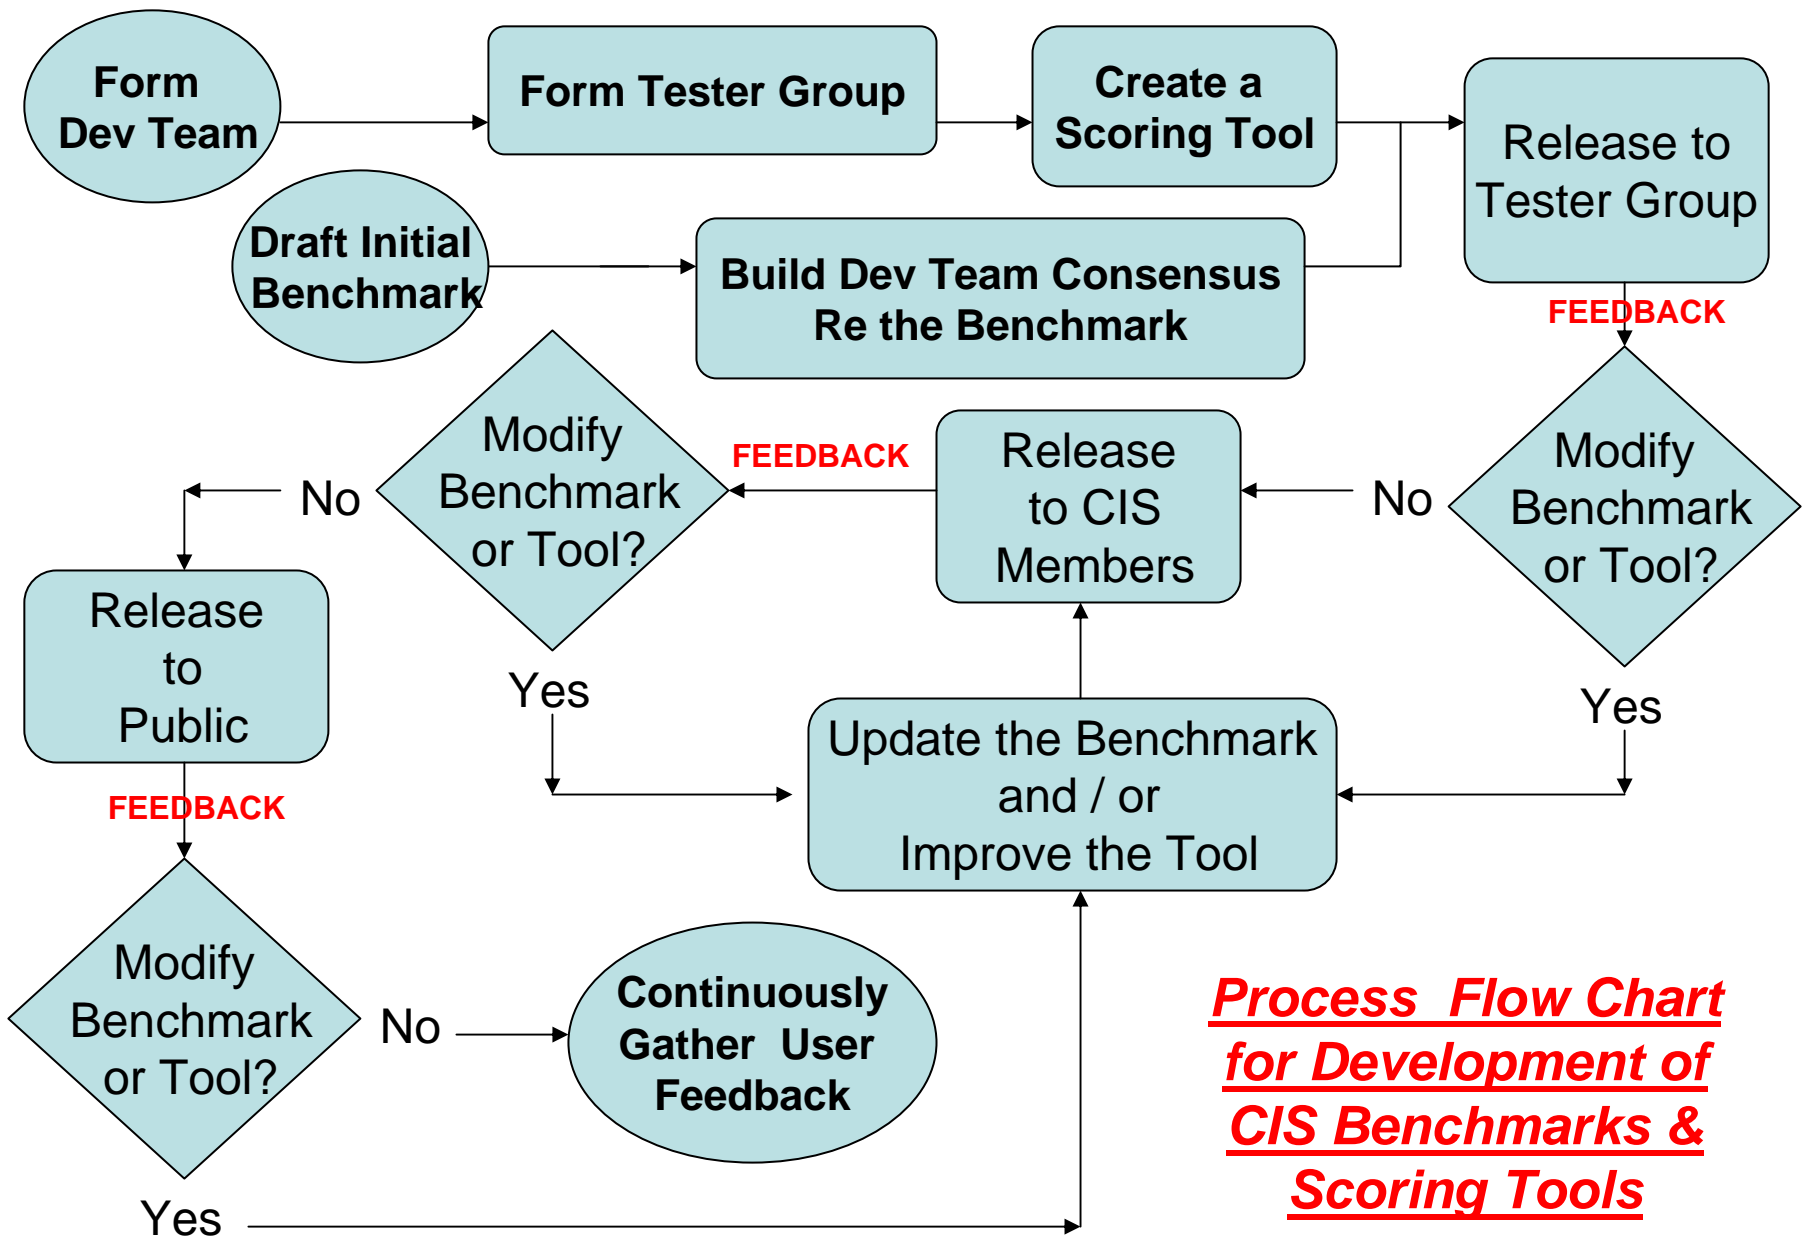 Form
Dev Team
Form Tester Group
Create a
Scoring Tool
Release to
Tester Group
Draft Initial
Benchmark
Build Dev Team Consensus
Re the Benchmark
FEEDBACK
Modify
Benchmark
or Tool?
No
Yes
Release
to CIS
Members
FEEDBACK
Modify
Benchmark
or Tool?
No
Yes
Update the Benchmark
and / or
Improve the Tool
Release
to
Public
FEEDBACK
Modify
Benchmark
or Tool?
No
Yes
Continuously
Gather User
Feedback
Process Flow Chart
for Development of
CIS Benchmarks &
Scoring Tools